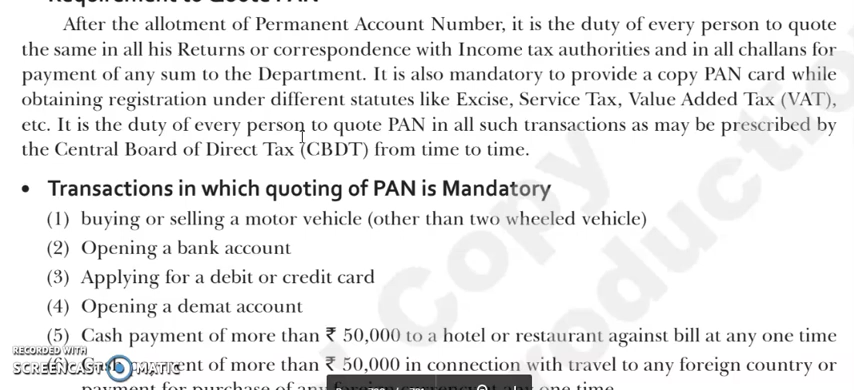 After the allotment of Permanent Account Number, it is the duty of every person to quote
the same in all his Returns or correspondence with Income tax authorities and in all challans for
payment of any sum to the Department. It is also mandatory to provide a copy PAN card while
obtaining registration under different statutes like Excise, Service Tax, Value Added Tax (VAT),
etc. It is the duty of every person to quote PAN in all such transactions as may be prescribed by
the Central Board of Direct Tax (CBDT) from time to time.
• Transactions in which quoting of PAN is Mandatory
(1) buying or selling a motor vehicle (other than two wheeled vehicle)
(2) Opening a bank account
(3) Applying for a debit or credit card
(4) Opening a demat account
(5) Cash payment of more than ₹ 50,000 to a hotel or restaurant against bill at any one time
RECORDED WITH
SCREENCAST MATIC
of more than ₹ 50,000 in connection with travel to any foreign country or
payment for purchase of any
one time
Copy